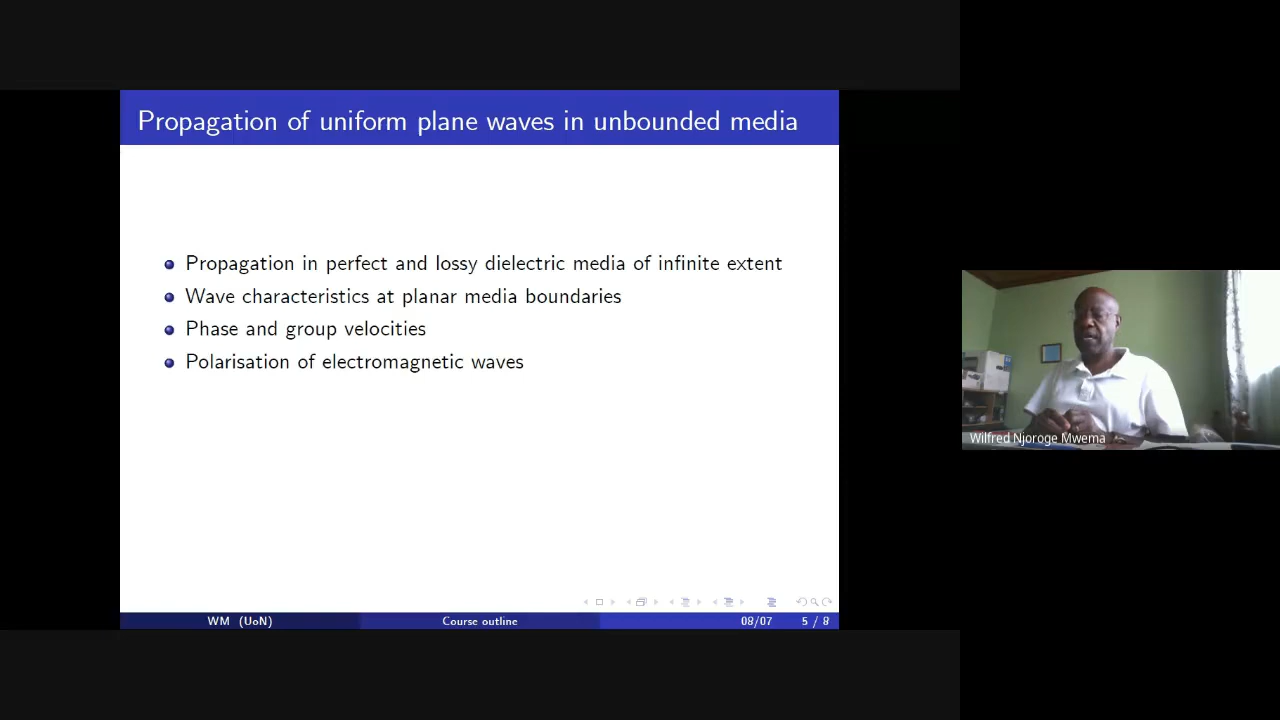 Propagation of uniform plane waves in unbounded media
Propagation in perfect and lossy dielectric media of infinite extent
Wave characteristics at planar media boundaries
Phase and group velocities
Polarisation of electromagnetic waves
WM (UoN)
Course outline
08/07
5 / 8
Wilfred Njoroge Mwema